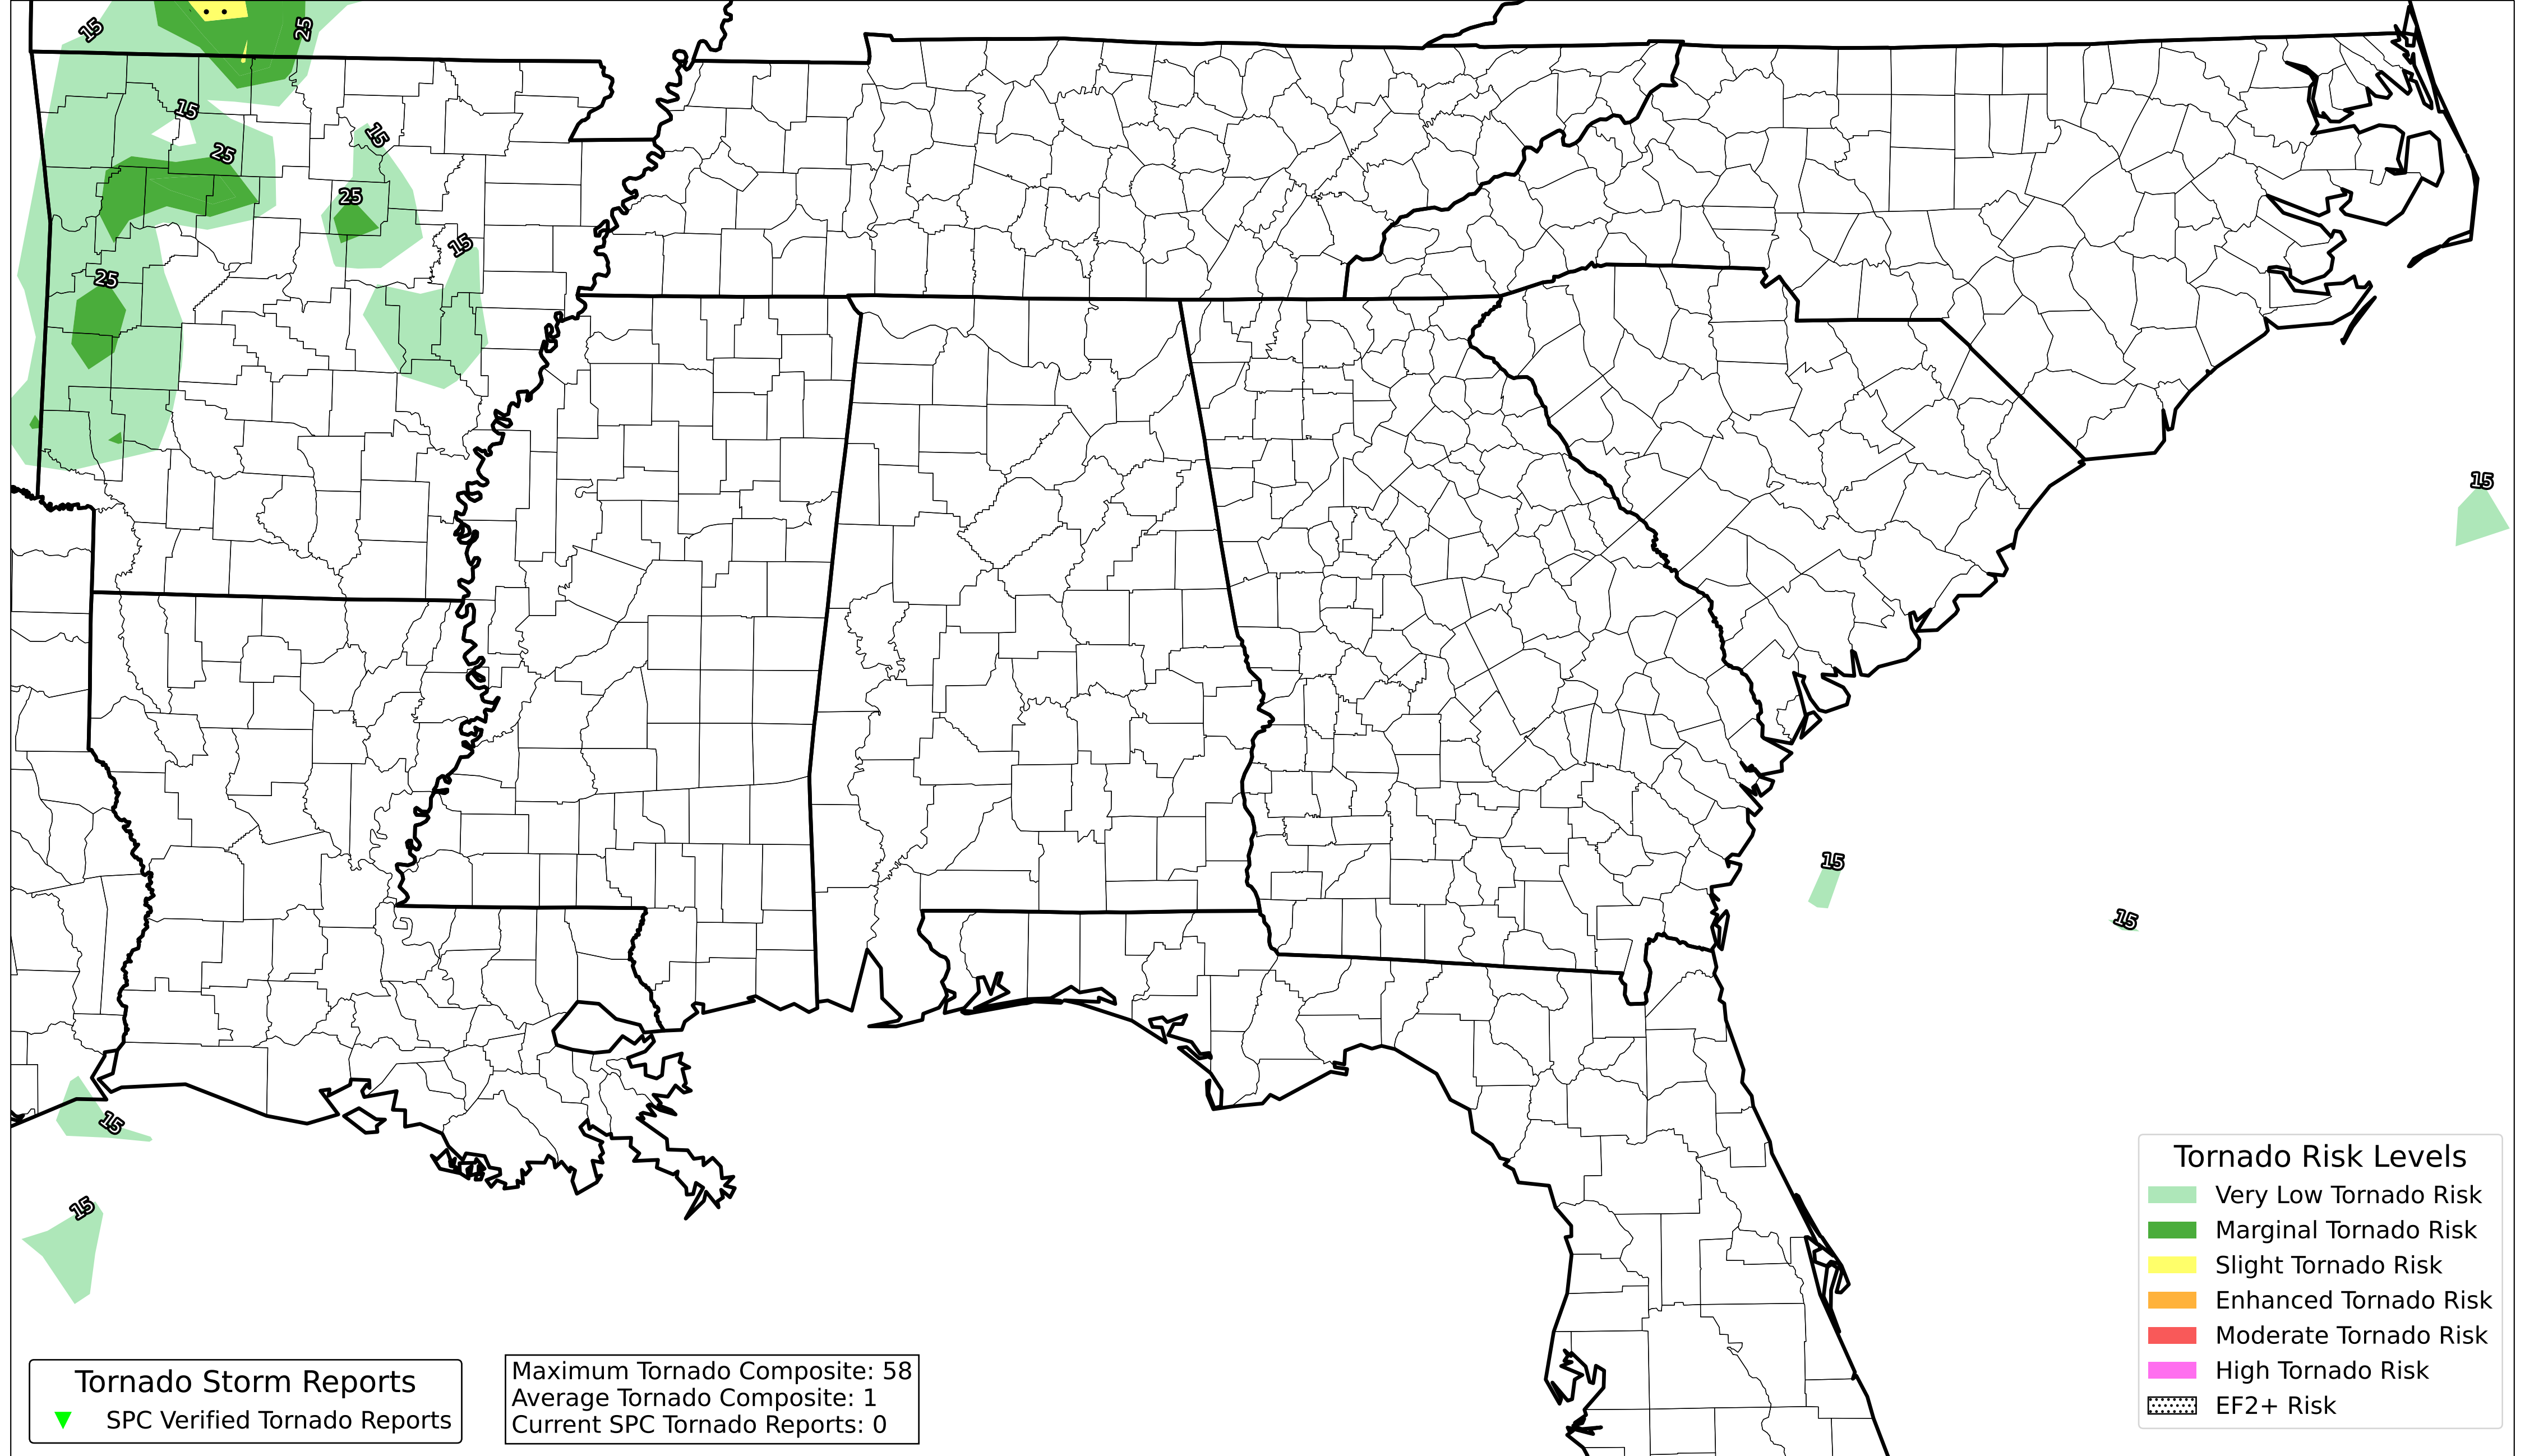 15
25
15
25
15
25
15
25
15
15
15
15
15
Tornado Risk Levels
Very Low Tornado Risk
Marginal Tornado Risk
Slight Tornado Risk
Enhanced Tornado Risk
Moderate Tornado Risk
High Tornado Risk
EF2+ Risk
Tornado Storm Reports
SPC Verified Tornado Reports
Maximum Tornado Composite: 58
Average Tornado Composite: 1
Current SPC Tornado Reports: 0